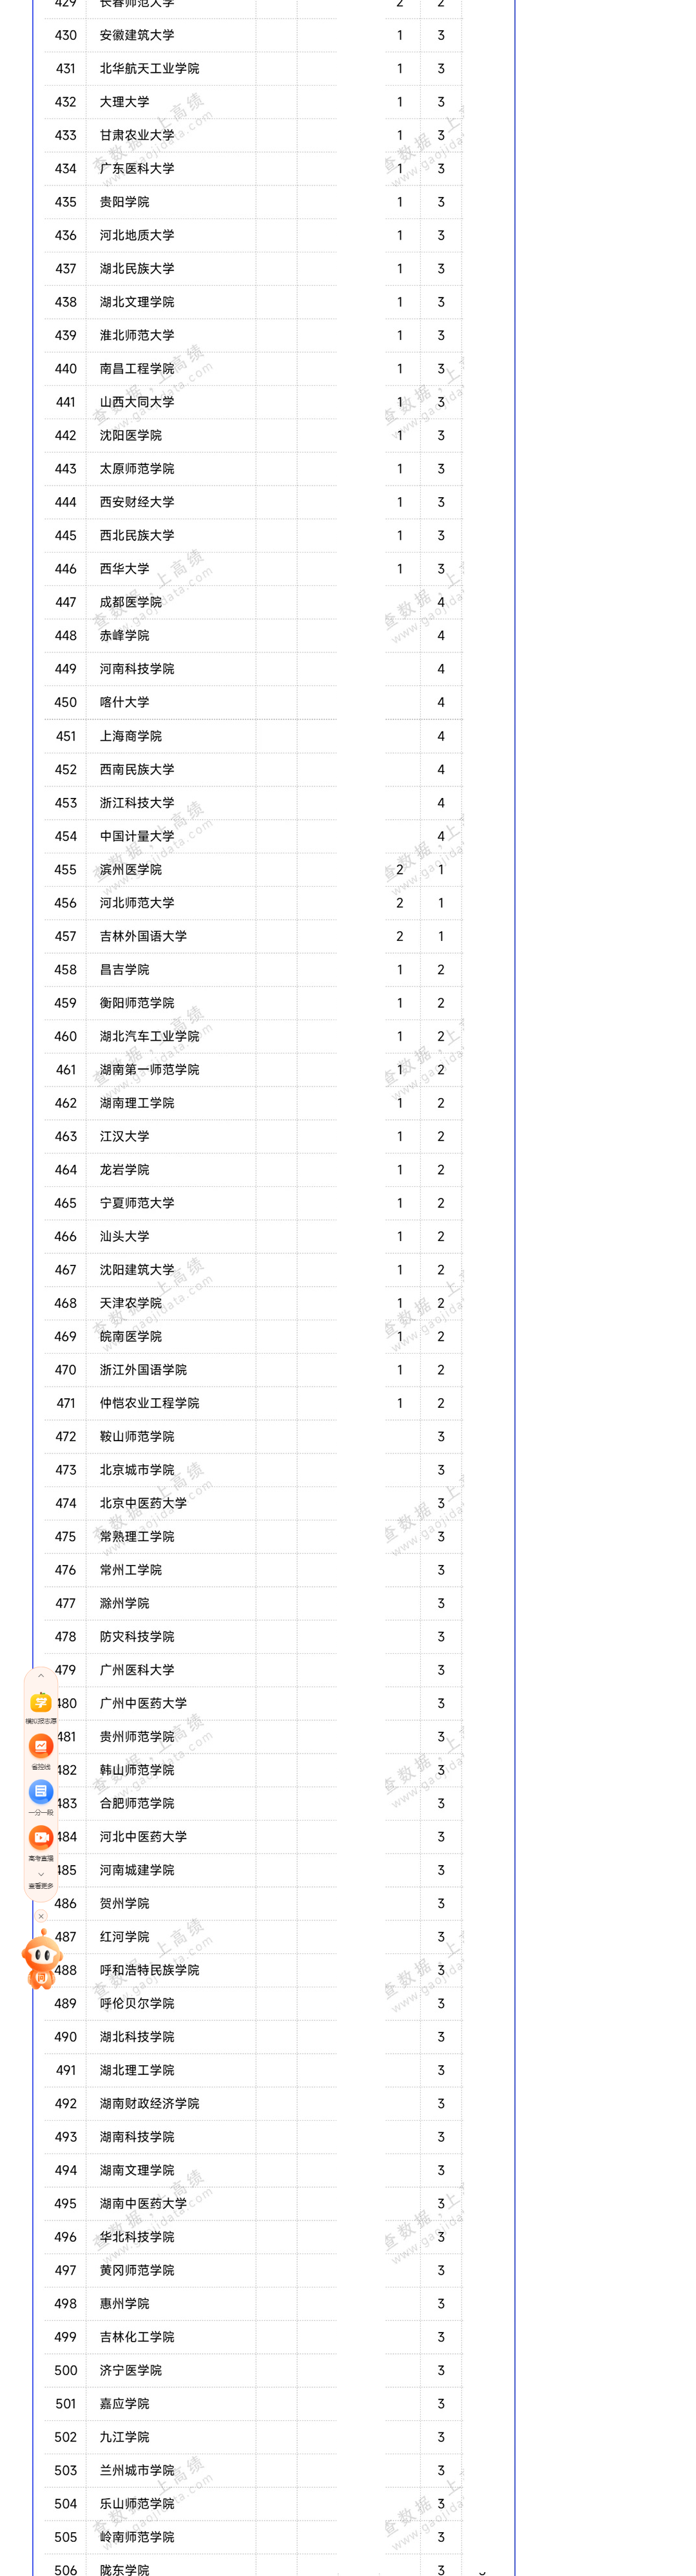 429 长春师范大学 2 2
430 安徽建筑大学 1 3
431 北华航天工业学院 1 3
432 大理大学 1 3
433 甘肃农业大学 1 3
434 广东医科大学 1 3
435 贵阳学院 1 3
436 河北地质大学 1 3
437 湖北民族大学 1 3
438 湖北文理学院 1 3
439 淮北师范大学 1 3
440 南昌工程学院 1 3
441 山西大同大学 1 3
442 沈阳医学院 1 3
443 太原师范学院 1 3
444 西安财经大学 1 3
445 西北民族大学 1 3
446 西华大学 1 3
447 成都医学院 4
448 赤峰学院 4
449 河南科技学院 4
450 喀什大学 4
451 上海商学院 4
452 西南民族大学 4
453 浙江科技大学 4
454 中国计量大学 4
455 滨州医学院 2 1
456 河北师范大学 2 1
457 吉林外国语大学 2 1
458 昌吉学院 1 2
459 衡阳师范学院 1 2
460 湖北汽车工业学院 1 2
461 湖南第一师范学院 1 2
462 湖南理工学院 1 2
463 江汉大学 1 2
464 龙岩学院 1 2
465 宁夏师范大学 1 2
466 汕头大学 1 2
467 沈阳建筑大学 1 2
468 天津农学院 1 2
469 皖南医学院 1 2
470 浙江外国语学院 1 2
471 仲恺农业工程学院 1 2
472 鞍山师范学院 3
473 北京城市学院 3
474 北京中医药大学 3
475 常熟理工学院 3
476 常州工学院 3
477 滁州学院 3
478 防灾科技学院 3
479 广州医科大学 3
480 广州中医药大学 3
481 贵州师范学院 3
482 韩山师范学院 3
483 合肥师范学院 3
484 河北中医药大学 3
485 河南城建学院 3
486 贺州学院 3
487 红河学院 3
488 呼和浩特民族学院 3
489 呼伦贝尔学院 3
490 湖北科技学院 3
491 湖北理工学院 3
492 湖南财政经济学院 3
493 湖南科技学院 3
494 湖南文理学院 3
495 湖南中医药大学 3
496 华北科技学院 3
497 黄冈师范学院 3
498 惠州学院 3
499 吉林化工学院 3
500 济宁医学院 3
501 嘉应学院 3
502 九江学院 3
503 兰州城市学院 3
504 乐山师范学院 3
505 岭南师范学院 3
506 陇东学院 3
学
模拟报志愿
省控线
一分一段
高考直播
查看更多
问
查数据，上高绩
www.gaojidata.com